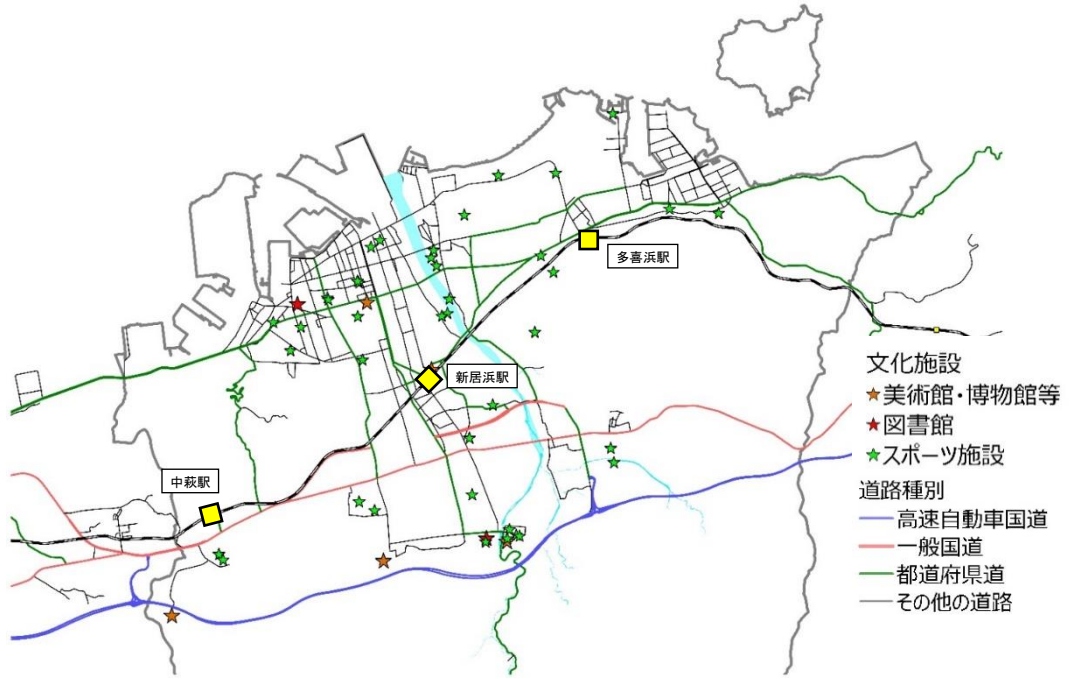 多喜浜駅
新居浜駅
中萩駅
文化施設
美術館・博物館等
図書館
スポーツ施設
道路種別
高速自動車国道
一般国道
都道府県道
その他の道路